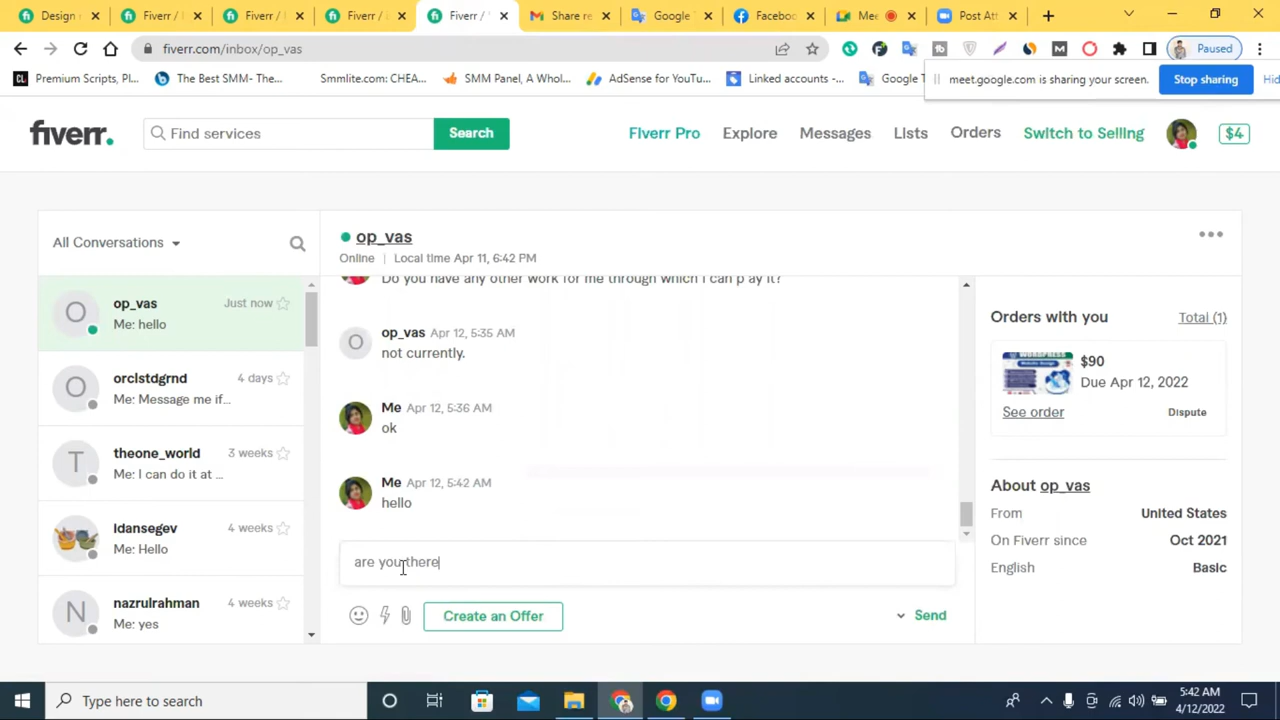 Design
Fiverr /
Fiverr /
Fiverr /
Fiverr /
Share re
Google
Faceboo
Mee
Post Att
fiverr.com/inbox/op_vas
Paused
Premium Scripts, Pl...
The Best SMM- The...
Smmlite.com: CHEA...
SMM Panel, A Whol...
AdSense for YouTu...
Linked accounts -...
Google T
meet.google.com is sharing your screen.
Stop sharing
Hid
fiverr.
Find services
Search
Fiverr Pro
Explore
Messages
Lists
Orders
Switch to Selling
$4
All Conversations
op_vas
Just now
Me: hello
orclstdgrnd
4 days
Me: Message me if...
theone_world
3 weeks
Me: I can do it at ...
Idansegev
4 weeks
Me: Hello
nazrulrahman
4 weeks
Me: yes
op_vas
Online | Local time Apr 11, 6:42 PM
Do you have any other work for me through which I can p ay it?
op_vas Apr 12, 5:35 AM
not currently.
Me Apr 12, 5:36 AM
ok
Me Apr 12, 5:42 AM
hello
are you there
Create an Offer
Send
Orders with you
Total (1)
WORDPRESS
$90
Due Apr 12, 2022
See order
Dispute
About op_vas
From
United States
On Fiverr since
Oct 2021
English
Basic
Type here to search
5:42 AM
4/12/2022